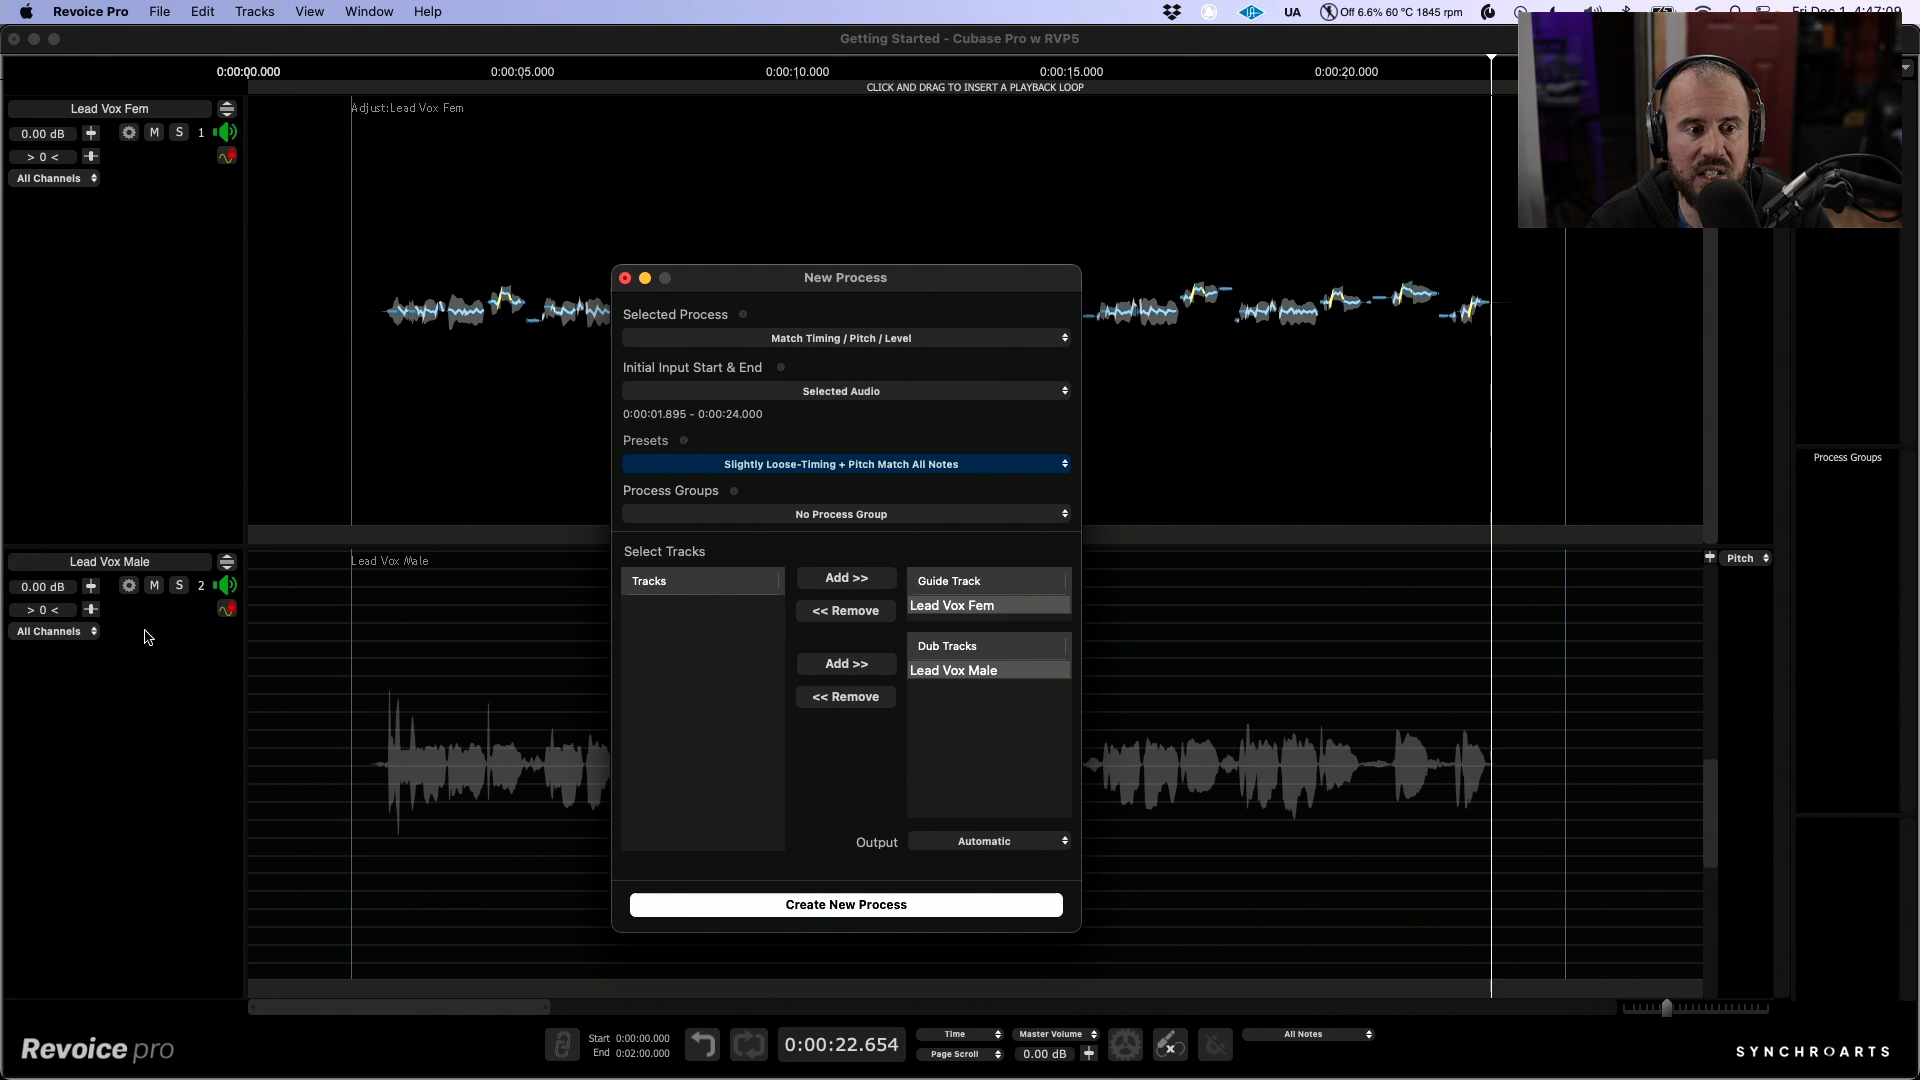 Revoice Pro File Edit Tracks View Window Help UA Off 6.6% 60 °C 1845 rpm
Getting Started - Cubase Pro w RVP5
0:00:00.000 0:00:05.000 0:00:10.000 0:00:15.000 0:00:20.000
CLICK AND DRAG TO INSERT A PLAYBACK LOOP
Lead Vox Fem
Adjust:Lead Vox Fem
0.00 dB M S 1
> 0 <
All Channels
New Process
Selected Process
Match Timing / Pitch / Level
Initial Input Start & End
Selected Audio
0:00:01.895 - 0:00:24.000
Presets
Slightly Loose-Timing + Pitch Match All Notes
Process Groups
No Process Group
Select Tracks
Tracks
Add >>
<< Remove
Guide Track
Lead Vox Fem
Add >>
<< Remove
Dub Tracks
Lead Vox Male
Output Automatic
Create New Process
Process Groups
Lead Vox Male
Lead Vox Male
0.00 dB M S 2
> 0 <
All Channels
Pitch
Revoice pro
Start 0:00:00.000
End 0:02:00.000
0:00:22.654
Time
Page Scroll
Master Volume
0.00 dB
All Notes
SYNCHROARTS